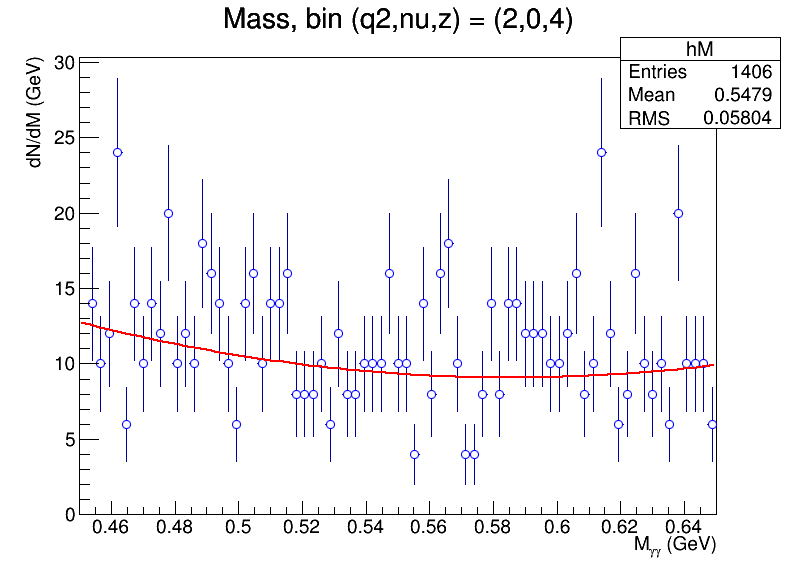 Mass, bin (q2,nu,z) = (2,0,4)
hM
Entries 1406
Mean 0.5479
RMS 0.05804
dN/dM (GeV)
30
25
20
15
10
5
0
0.46 0.48 0.5 0.52 0.54 0.56 0.58 0.6 0.62 0.64
Mγγ (GeV)